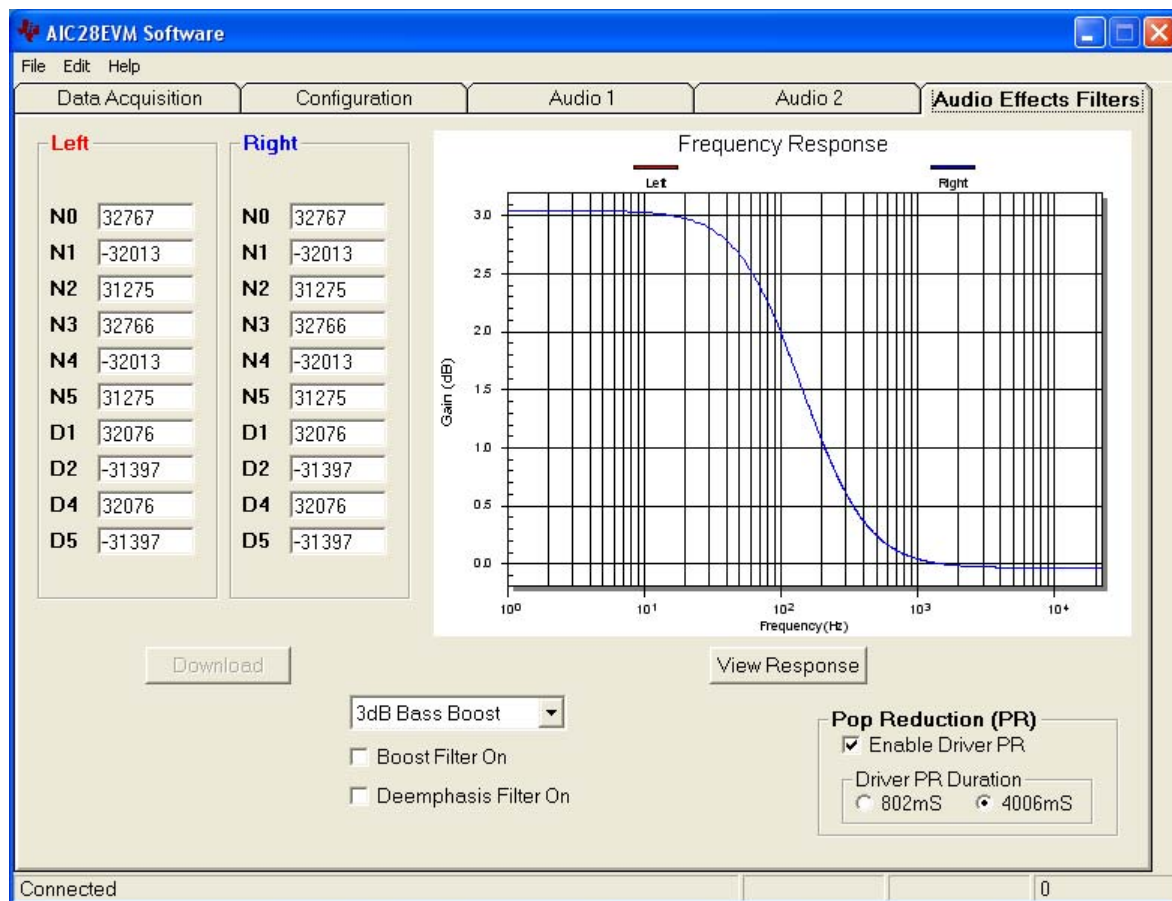 AIC28EVM Software
File Edit Help
Data Acquisition Configuration Audio 1 Audio 2 Audio Effects Filters
Left Right
N0 32767 N0 32767
N1 -32013 N1 -32013
N2 31275 N2 31275
N3 32766 N3 32766
N4 -32013 N4 -32013
N5 31275 N5 31275
D1 32076 D1 32076
D2 -31397 D2 -31397
D4 32076 D4 32076
D5 -31397 D5 -31397
Frequency Response
Left Right
3.0
2.5
2.0
1.5
1.0
0.5
0.0
Gain (dB)
10⁰ 10¹ 10² 10³ 10⁴
Frequency(Hz)
Download View Response
3dB Bass Boost
Boost Filter On
Deemphasis Filter On
Pop Reduction (PR)
Enable Driver PR
Driver PR Duration
802mS 4006mS
Connected 0